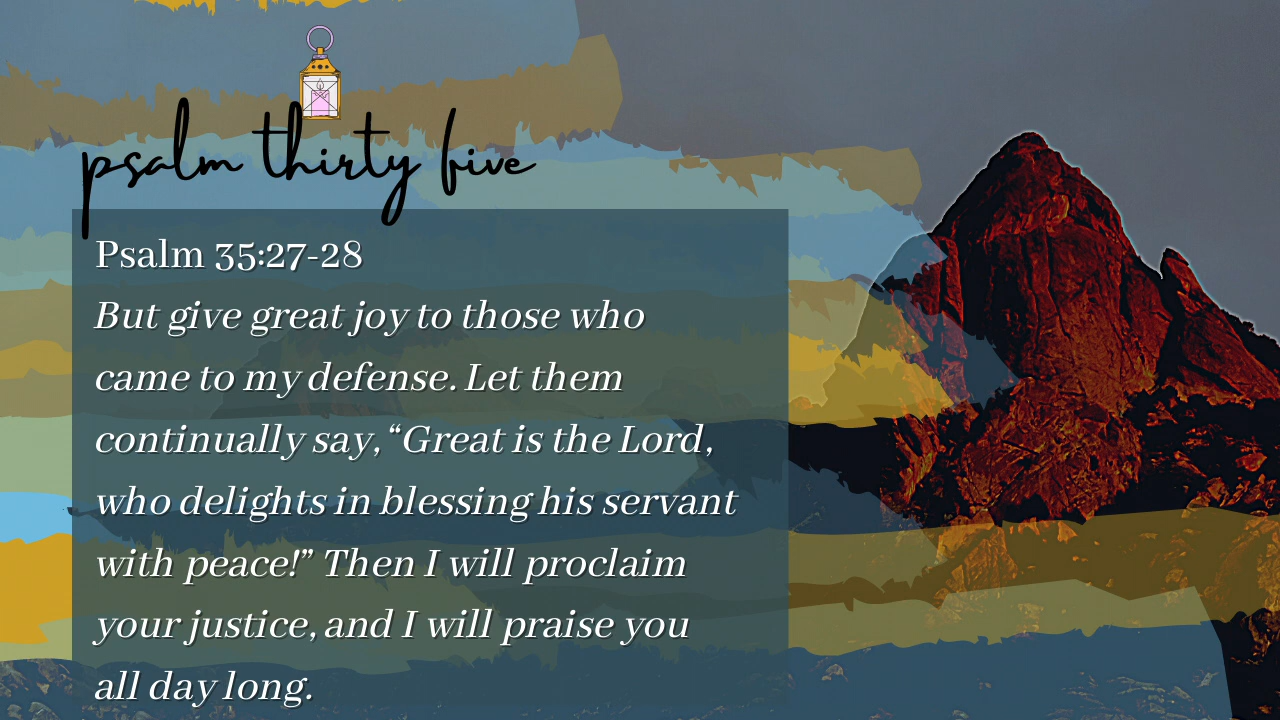 psalm thirty five
Psalm 35:27-28
But give great joy to those who
came to my defense. Let them
continually say, “Great is the Lord,
who delights in blessing his servant
with peace!” Then I will proclaim
your justice, and I will praise you
all day long.